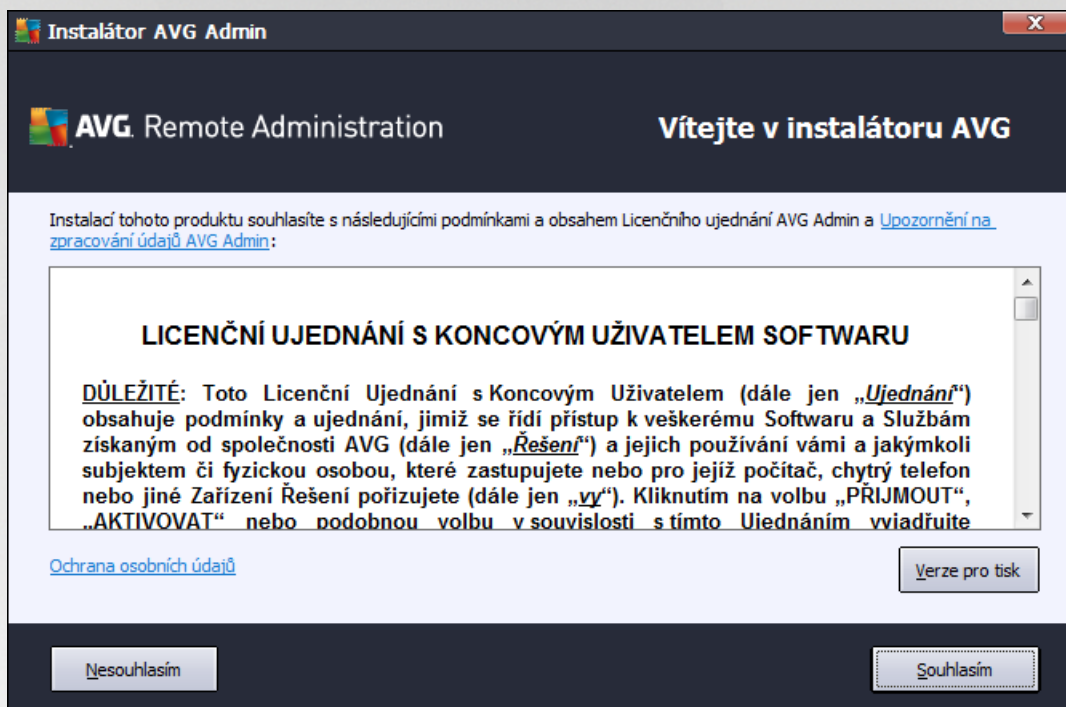 Instalátor AVG Admin
AVG. Remote Administration
Vítejte v instalátoru AVG
Instalací tohoto produktu souhlasíte s následujícími podmínkami a obsahem Licenčního ujednání AVG Admin a Upozornění na
zpracování údajů AVG Admin:
LICENČNÍ UJEDNÁNÍ S KONCOVÝM UŽIVATELEM SOFTWARU
DŮLEŽITÉ: Toto Licenční Ujednání s Koncovým Uživatelem (dále jen „Ujednání“)
obsahuje podmínky a ujednání, jimiž se řídí přístup k veškerému Softwaru a Službám
získaným od společnosti AVG (dále jen „Řešení“) a jejich používání vámi a jakýmkoli
subjektem či fyzickou osobou, které zastupujete nebo pro jejíž počítač, chytrý telefon
nebo jiné Zařízení Řešení pořizujete (dále jen „vy“). Kliknutím na volbu „PŘIJMOUT“,
„AKTIVOVAT“ nebo podobnou volbu v souvislosti s tímto Ujednáním vyjadřujete
Ochrana osobních údajů
Verze pro tisk
Nesouhlasím
Souhlasím